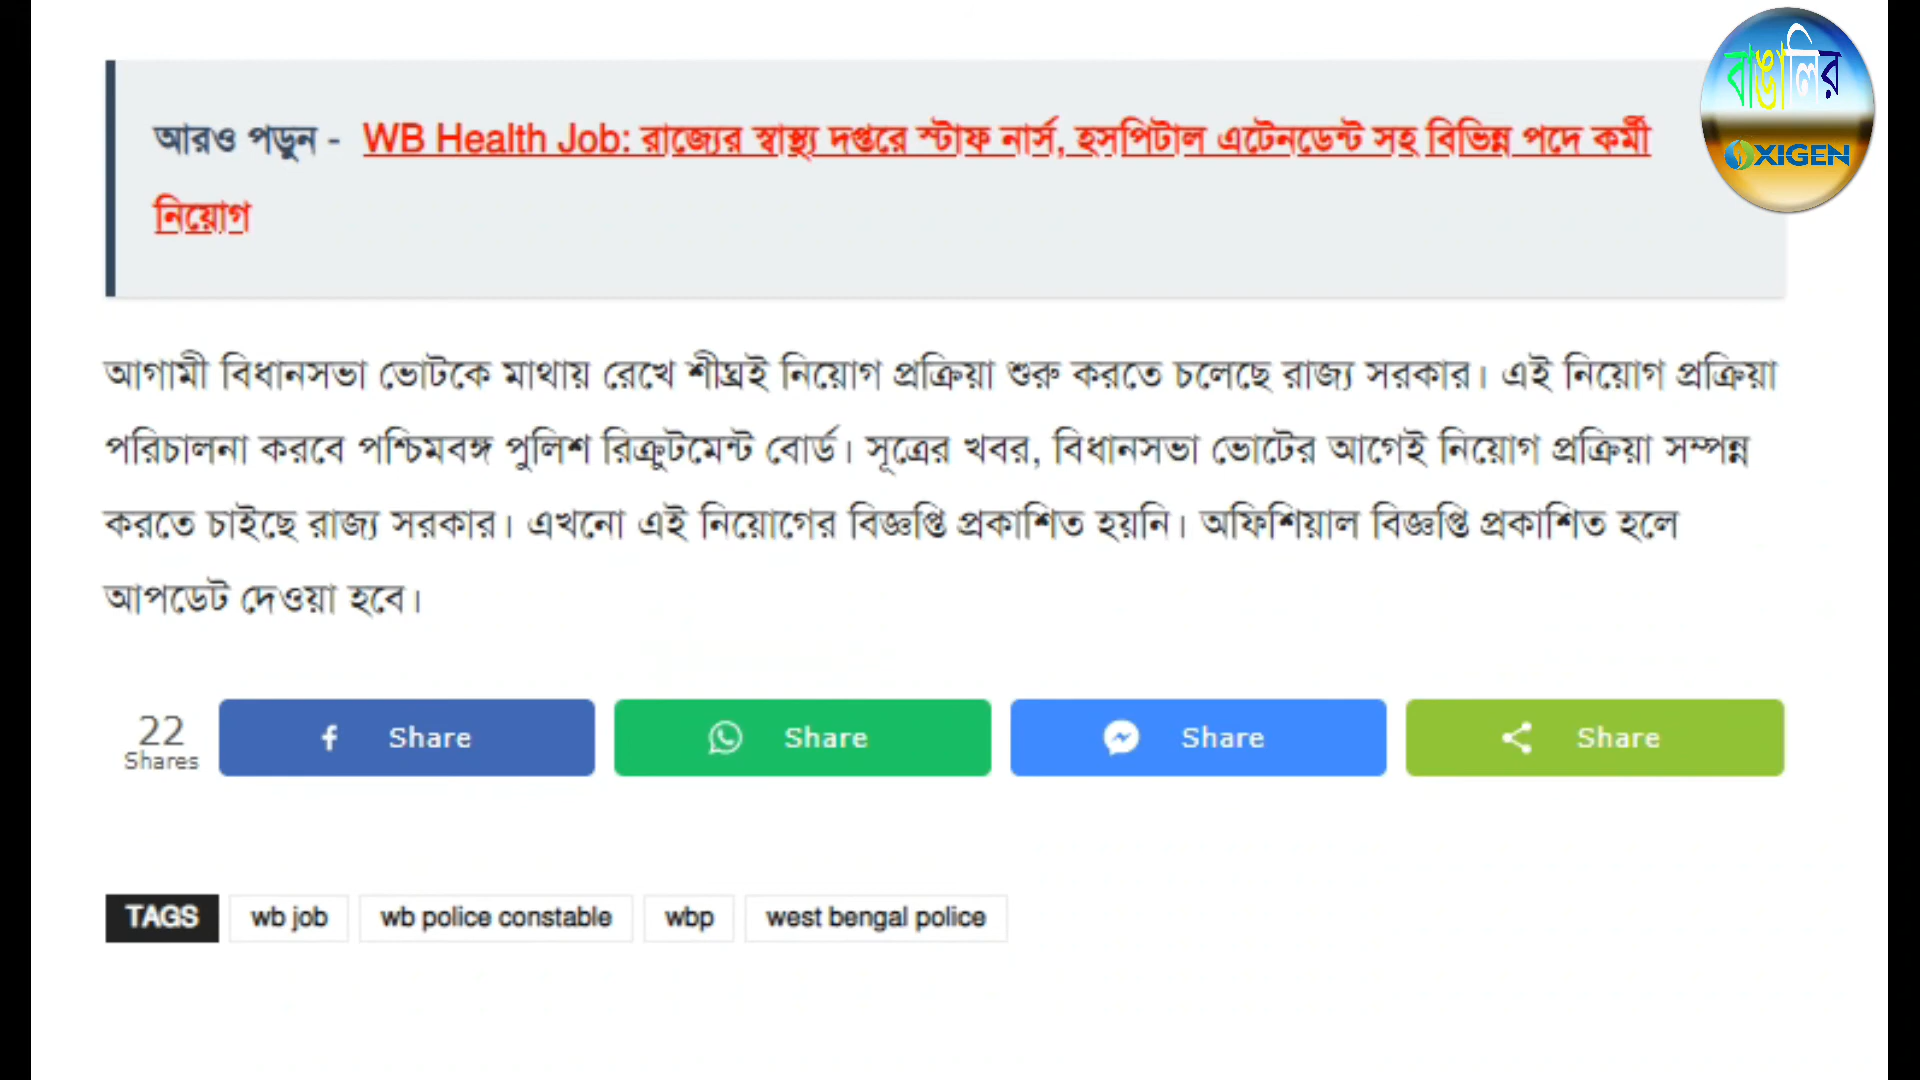 বাঙালির
OXIGEN
আরও পড়ুন - WB Health Job: রাজ্যের স্বাস্থ্য দপ্তরে স্টাফ নার্স, হসপিটাল এটেনডেন্ট সহ বিভিন্ন পদে কর্মী
নিয়োগ
আগামী বিধানসভা ভোটকে মাথায় রেখে শীঘ্রই নিয়োগ প্রক্রিয়া শুরু করতে চলেছে রাজ্য সরকার। এই নিয়োগ প্রক্রিয়া
পরিচালনা করবে পশ্চিমবঙ্গ পুলিশ রিক্রুটমেন্ট বোর্ড। সূত্রের খবর, বিধানসভা ভোটের আগেই নিয়োগ প্রক্রিয়া সম্পন্ন
করতে চাইছে রাজ্য সরকার। এখনো এই নিয়োগের বিজ্ঞপ্তি প্রকাশিত হয়নি। অফিশিয়াল বিজ্ঞপ্তি প্রকাশিত হলে
আপডেট দেওয়া হবে।
22
Shares
Share Share Share Share
TAGS wb job wb police constable wbp west bengal police